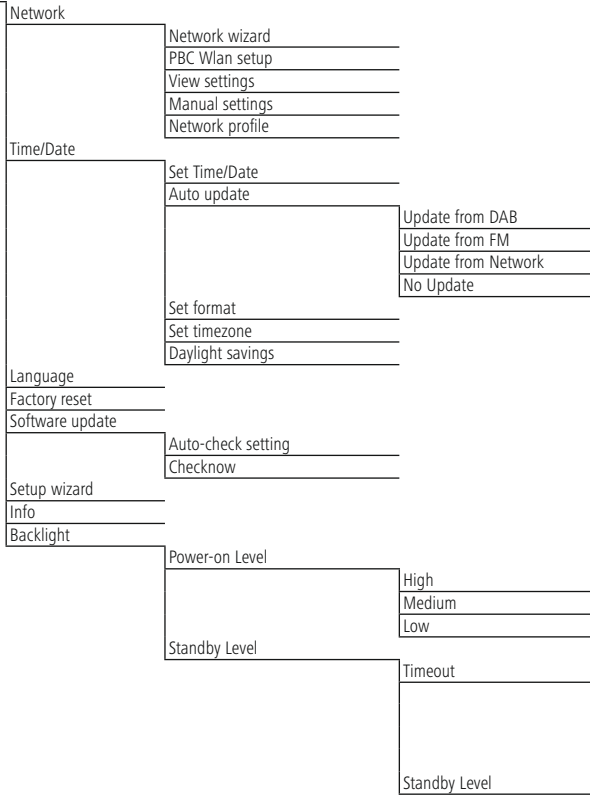 Network
Network wizard
PBC Wlan setup
View settings
Manual settings
Network profile
Time/Date
Set Time/Date
Auto update
Update from DAB
Update from FM
Update from Network
No Update
Set format
Set timezone
Daylight savings
Language
Factory reset
Software update
Auto-check setting
Checknow
Setup wizard
Info
Backlight
Power-on Level
High
Medium
Low
Standby Level
Timeout
Standby Level